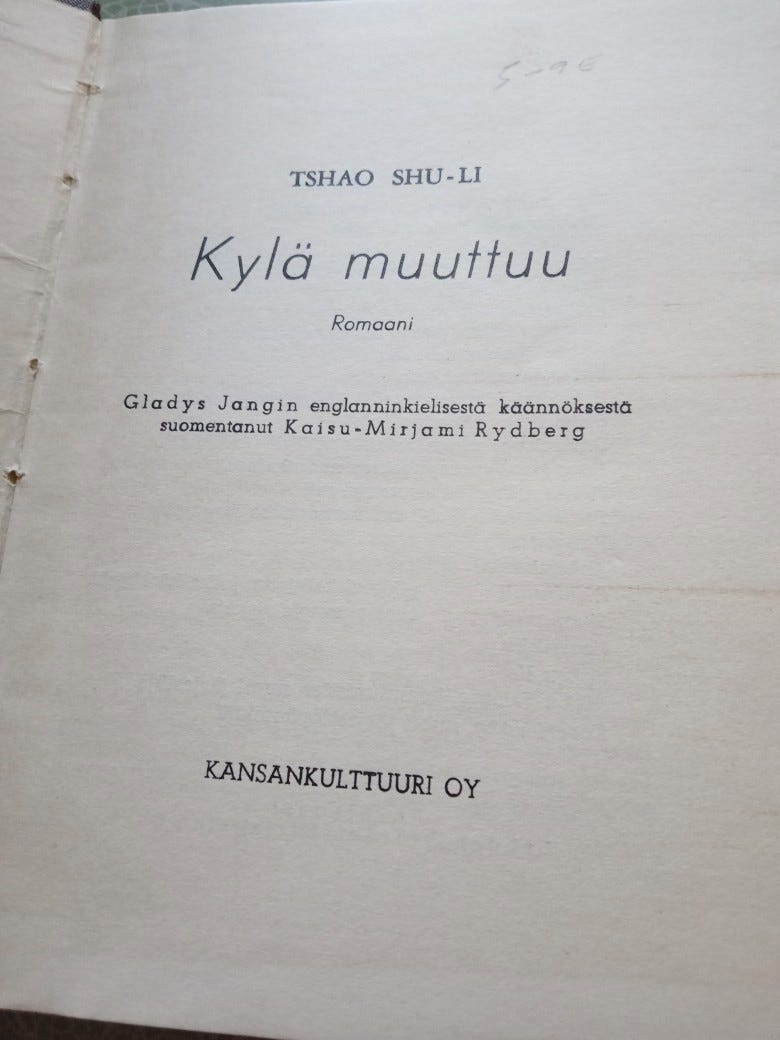 TSHAO SHU-LI
Kylä muuttuu
Romaani
Gladys Jangin englanninkielisestä käännöksestä
suomentanut Kaisu-Mirjami Rydberg
KANSANKULTTUURI OY